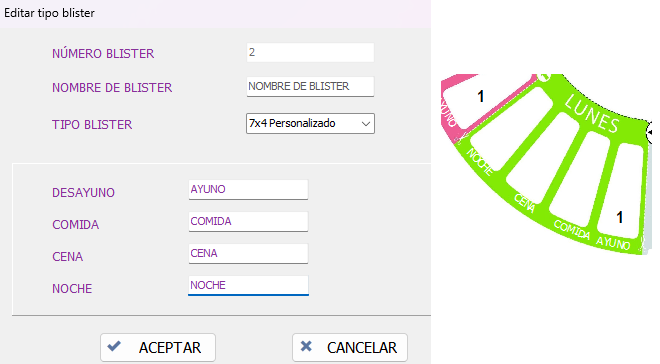 Editar tipo blister
NÚMERO BLISTER 2
NOMBRE DE BLISTER NOMBRE DE BLISTER
TIPO BLISTER 7x4 Personalizado
DESAYUNO AYUNO
COMIDA COMIDA
CENA CENA
NOCHE NOCHE
ACEPTAR CANCELAR
1
AYUNO
LUNES
NOCHE
CENA
COMIDA
AYUNO
1